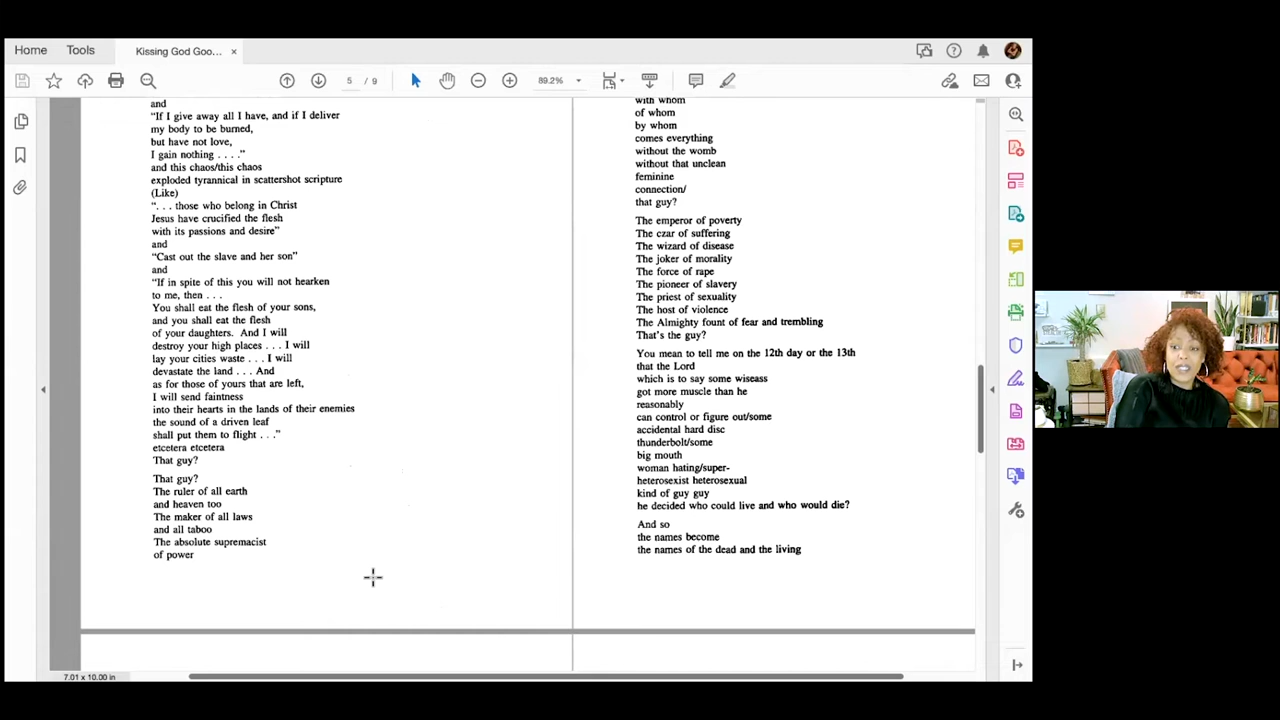 Home
Tools
Kissing God Goo... ×
5 / 9
89.2%
and
"If I give away all I have, and if I deliver
my body to be burned,
but have not love,
I gain nothing . . . ."
and this chaos/this chaos
exploded tyrannical in scattershot scripture
(Like)
". . . those who belong in Christ
Jesus have crucified the flesh
with its passions and desire"
and
"Cast out the slave and her son"
and
"If in spite of this you will not hearken
to me, then . . .
You shall eat the flesh of your sons,
and you shall eat the flesh
of your daughters. And I will
destroy your high places . . . I will
lay your cities waste . . . I will
devastate the land . . . And
as for those of yours that are left,
I will send faintness
into their hearts in the lands of their enemies
the sound of a driven leaf
shall put them to flight . . ."
etcetera etcetera
That guy?
That guy?
The ruler of all earth
and heaven too
The maker of all laws
and all taboo
The absolute supremacist
of power
with whom
of whom
by whom
comes everything
without the womb
without that unclean
feminine
connection/
that guy?
The emperor of poverty
The czar of suffering
The wizard of disease
The joker of morality
The force of rape
The pioneer of slavery
The priest of sexuality
The host of violence
The Almighty fount of fear and trembling
That's the guy?
You mean to tell me on the 12th day or the 13th
that the Lord
which is to say some wiseass
got more muscle than he
reasonably
can control or figure out/some
accidental hard disc
thunderbolt/some
big mouth
woman hating/super-
heterosexist heterosexual
kind of guy guy
he decided who could live and who would die?
And so
the names become
the names of the dead and the living
7.01 x 10.00 in